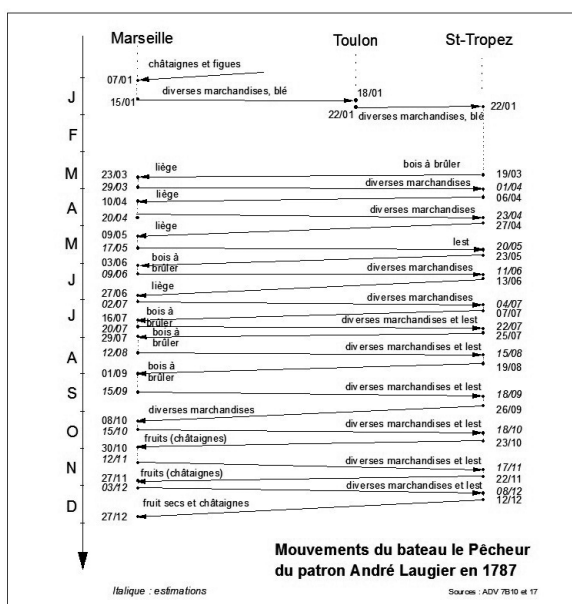 Marseille Toulon St-Tropez
châtaignes et figues
07/01
J
diverses marchandises, blé 18/01
15/01 22/01
22/01 diverses marchandises, blé
F
M
liège bois à brûler
23/03 19/03
29/03 diverses marchandises 01/04
10/04 liège 06/04
A
diverses marchandises
20/04 23/04
liège 27/04
09/05
M
17/05 lest 20/05
03/06 bois à brûler 23/05
09/06 diverses marchandises 11/06
J
13/06
27/06 liège
02/07 diverses marchandises 04/07
J
16/07 bois à brûler 07/07
20/07 diverses marchandises et lest 22/07
29/07 bois à brûler 25/07
A
12/08 diverses marchandises et lest 15/08
bois à brûler 19/08
01/09
S
15/09 diverses marchandises et lest 18/09
diverses marchandises 26/09
08/10
O
15/10 diverses marchandises et lest 18/10
30/10 fruits (châtaignes) 23/10
12/11 diverses marchandises et lest 17/11
N
27/11 fruits (châtaignes) 22/11
03/12 diverses marchandises et lest 08/12
D
fruit secs et châtaignes 12/12
27/12
Mouvements du bateau le Pêcheur
du patron André Laugier en 1787
Italique : estimations Sources : ADV 7B10 et 17